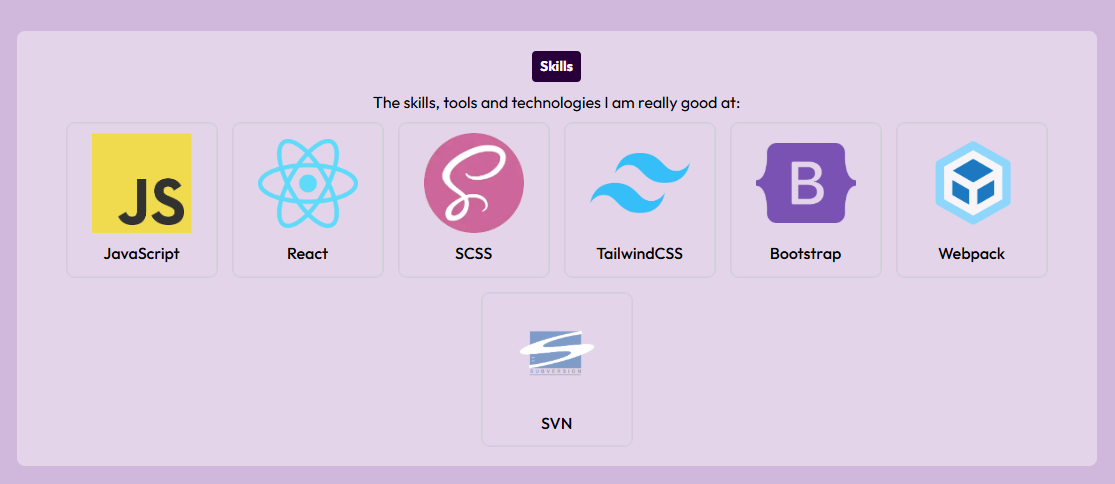 Skills
The skills, tools and technologies I am really good at:
JS
JavaScript
React
SCSS
TailwindCSS
B
Bootstrap
Webpack
SUBVERSION
SVN